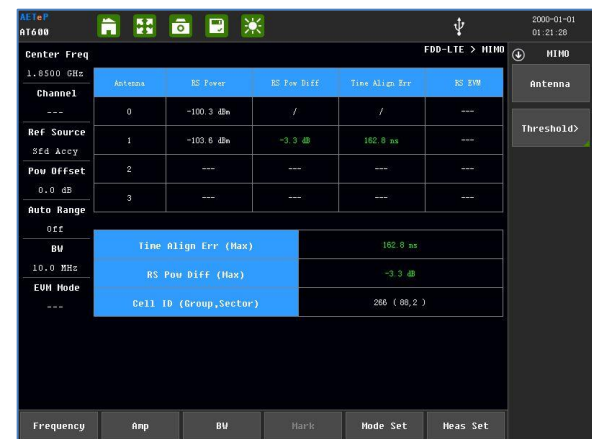 AETeP
AT600
2000-01-01
01:21:28
Center Freq
1.8500 GHz
Channel
---
Ref Source
Sfd Accy
Pow Offset
0.0 dB
Auto Range
Off
BW
10.0 MHz
EVM Mode
---
FDD-LTE > MIMO
Antenna RS Power RS Pow Diff Time Align Err RS EVM
0 -100.3 dBm / / ---
1 -103.6 dBm -3.3 dB 162.8 ns ---
2 --- --- --- ---
3 --- --- --- ---
Time Align Err (Max) 162.8 ns
RS Pow Diff (Max) -3.3 dB
Cell ID (Group,Sector) 266 ( 88,2 )
MIMO
Antenna
Threshold>
Frequency Amp BW Mark Mode Set Meas Set